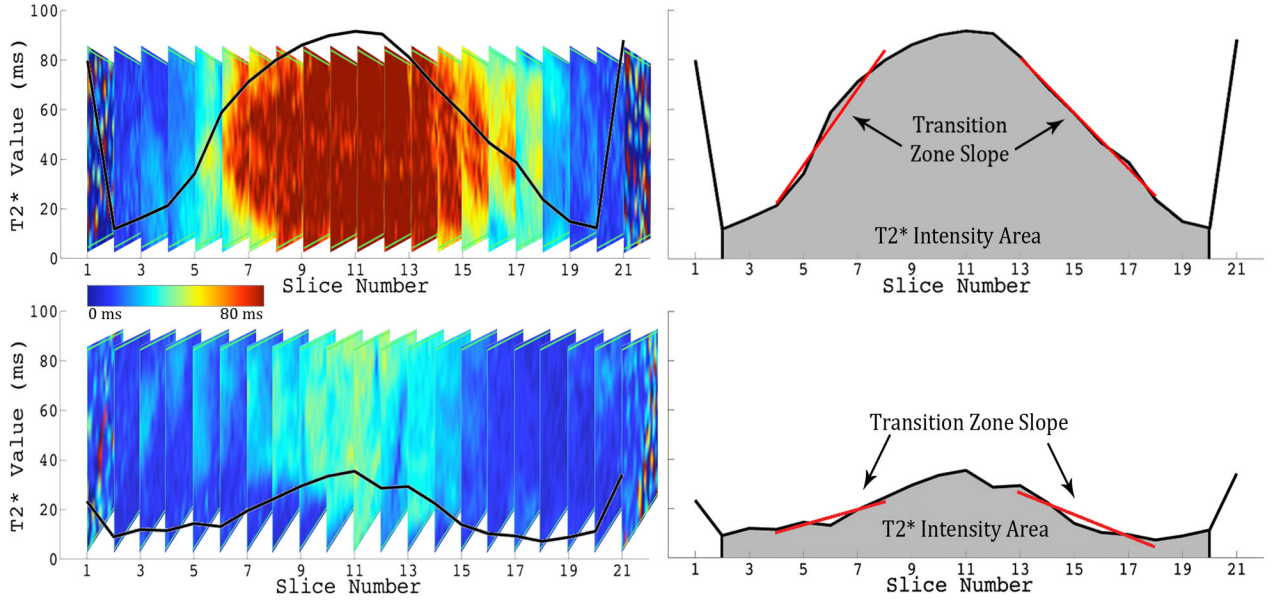 T2* Value (ms)
100
80
60
40
20
0
1 3 5 7 9 11 13 15 17 19 21
Slice Number
Transition
Zone Slope
T2* Intensity Area
1 3 5 7 9 11 13 15 17 19 21
Slice Number
0 ms 80 ms
T2* Value (ms)
100
80
60
40
20
0
1 3 5 7 9 11 13 15 17 19 21
Slice Number
Transition Zone Slope
T2* Intensity Area
1 3 5 7 9 11 13 15 17 19 21
Slice Number